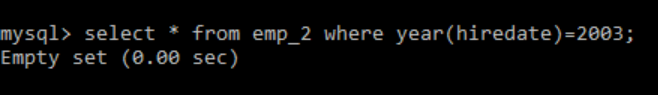 mysql> select * from emp_2 where year(hiredate)=2003;
Empty set (0.00 sec)